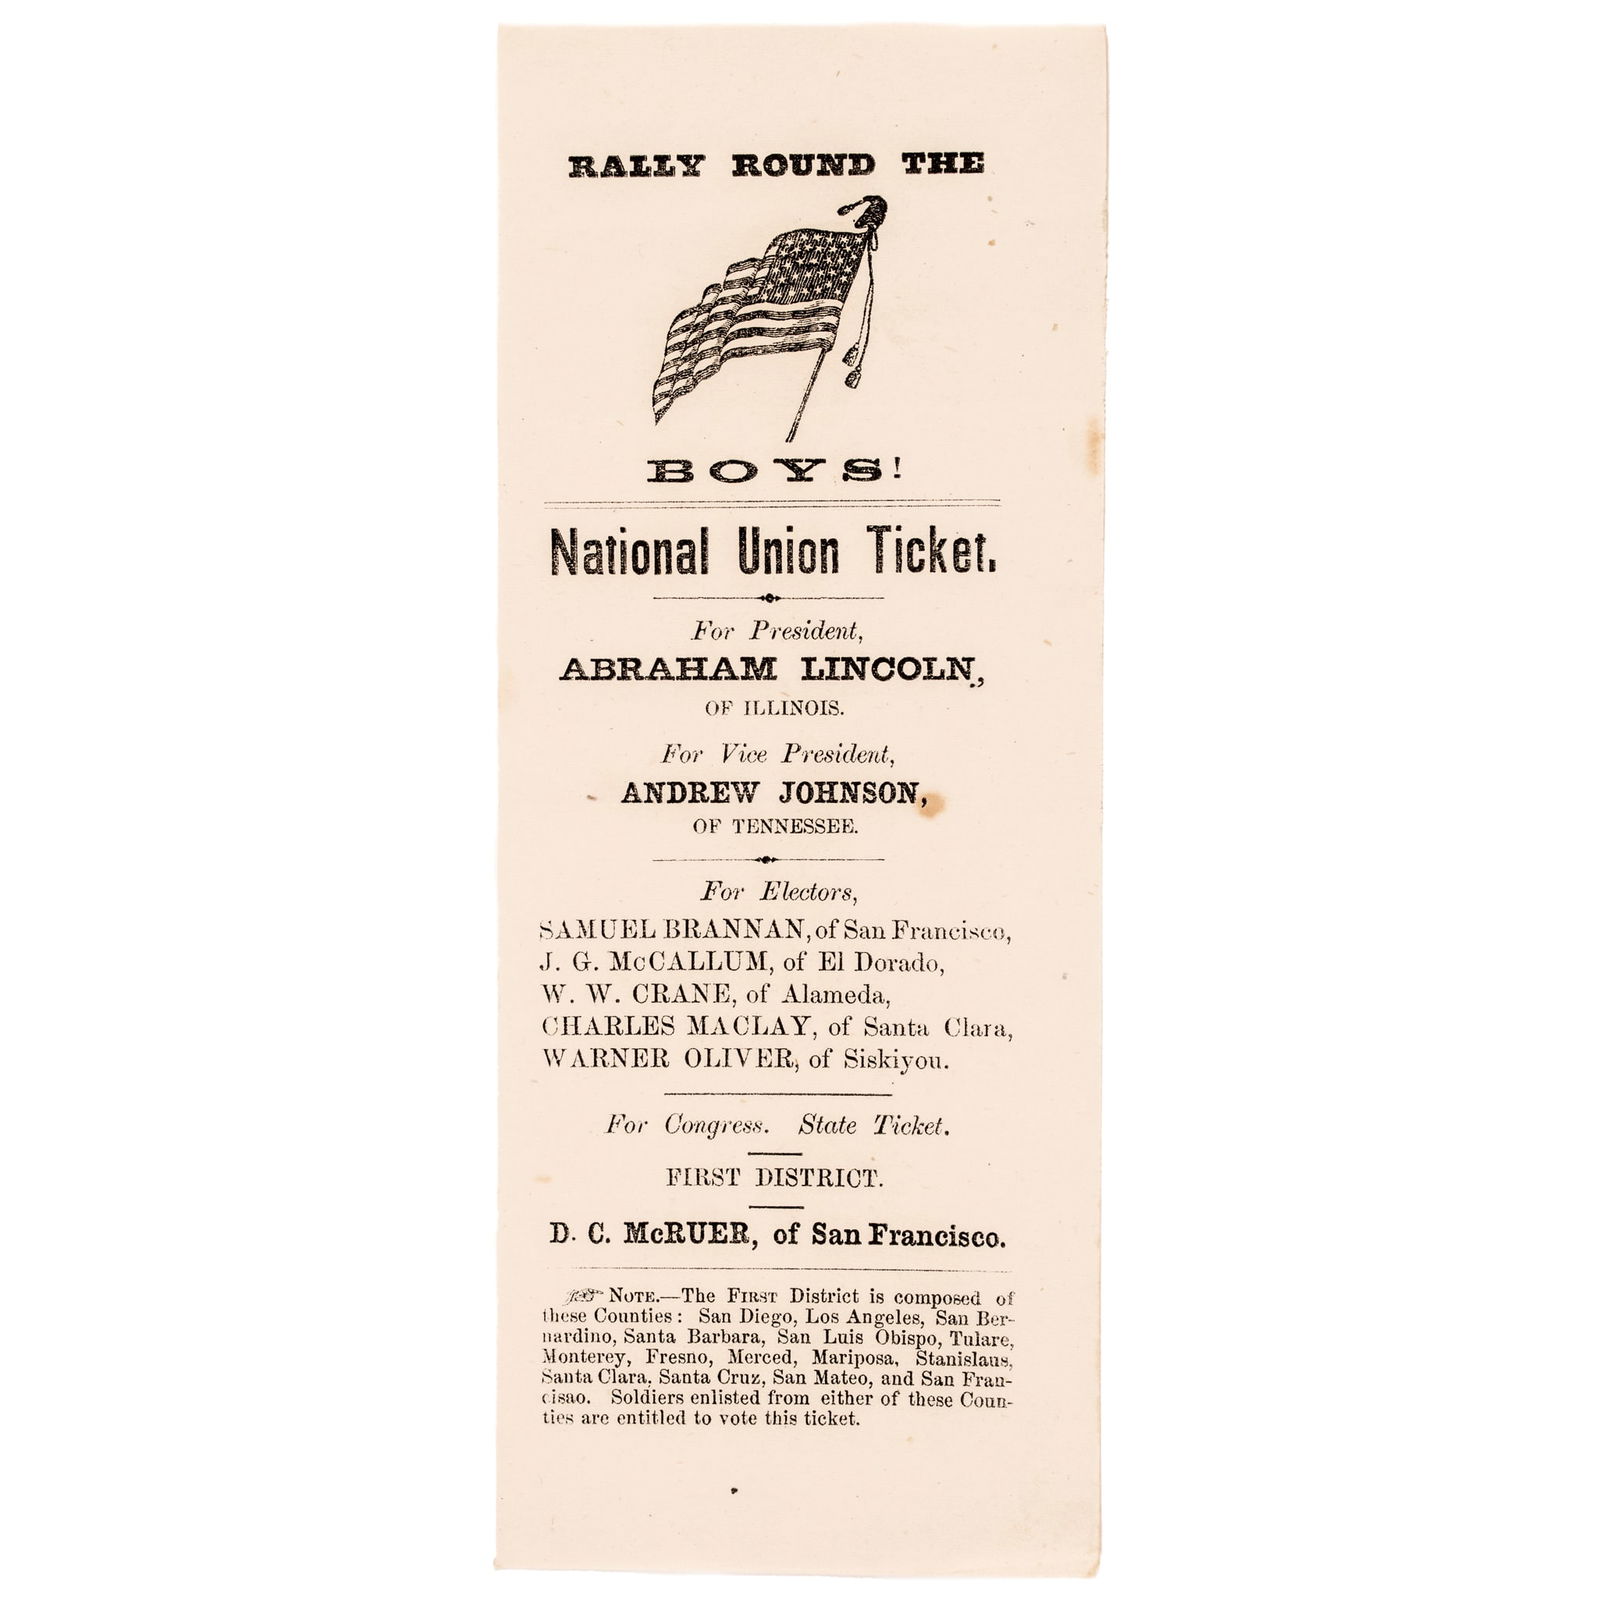 RALLY ROUND THE
BOYS!
National Union Ticket.
For President,
ABRAHAM LINCOLN,
OF ILLINOIS.
For Vice President,
ANDREW JOHNSON,
OF TENNESSEE.
For Electors,
SAMUEL BRANNAN, of San Francisco,
J. G. McCALLUM, of El Dorado,
W. W. CRANE, of Alameda,
CHARLES MACLAY, of Santa Clara,
WARNER OLIVER, of Siskiyou.
For Congress. State Ticket.
FIRST DISTRICT.
D. C. McRUER, of San Francisco.
☞ NOTE.—The FIRST District is composed of
these Counties: San Diego, Los Angeles, San Ber-
nardino, Santa Barbara, San Luis Obispo, Tulare,
Monterey, Fresno, Merced, Mariposa, Stanislaus,
Santa Clara, Santa Cruz, San Mateo, and San Fran-
cisao. Soldiers enlisted from either of these Coun-
ties are entitled to vote this ticket.